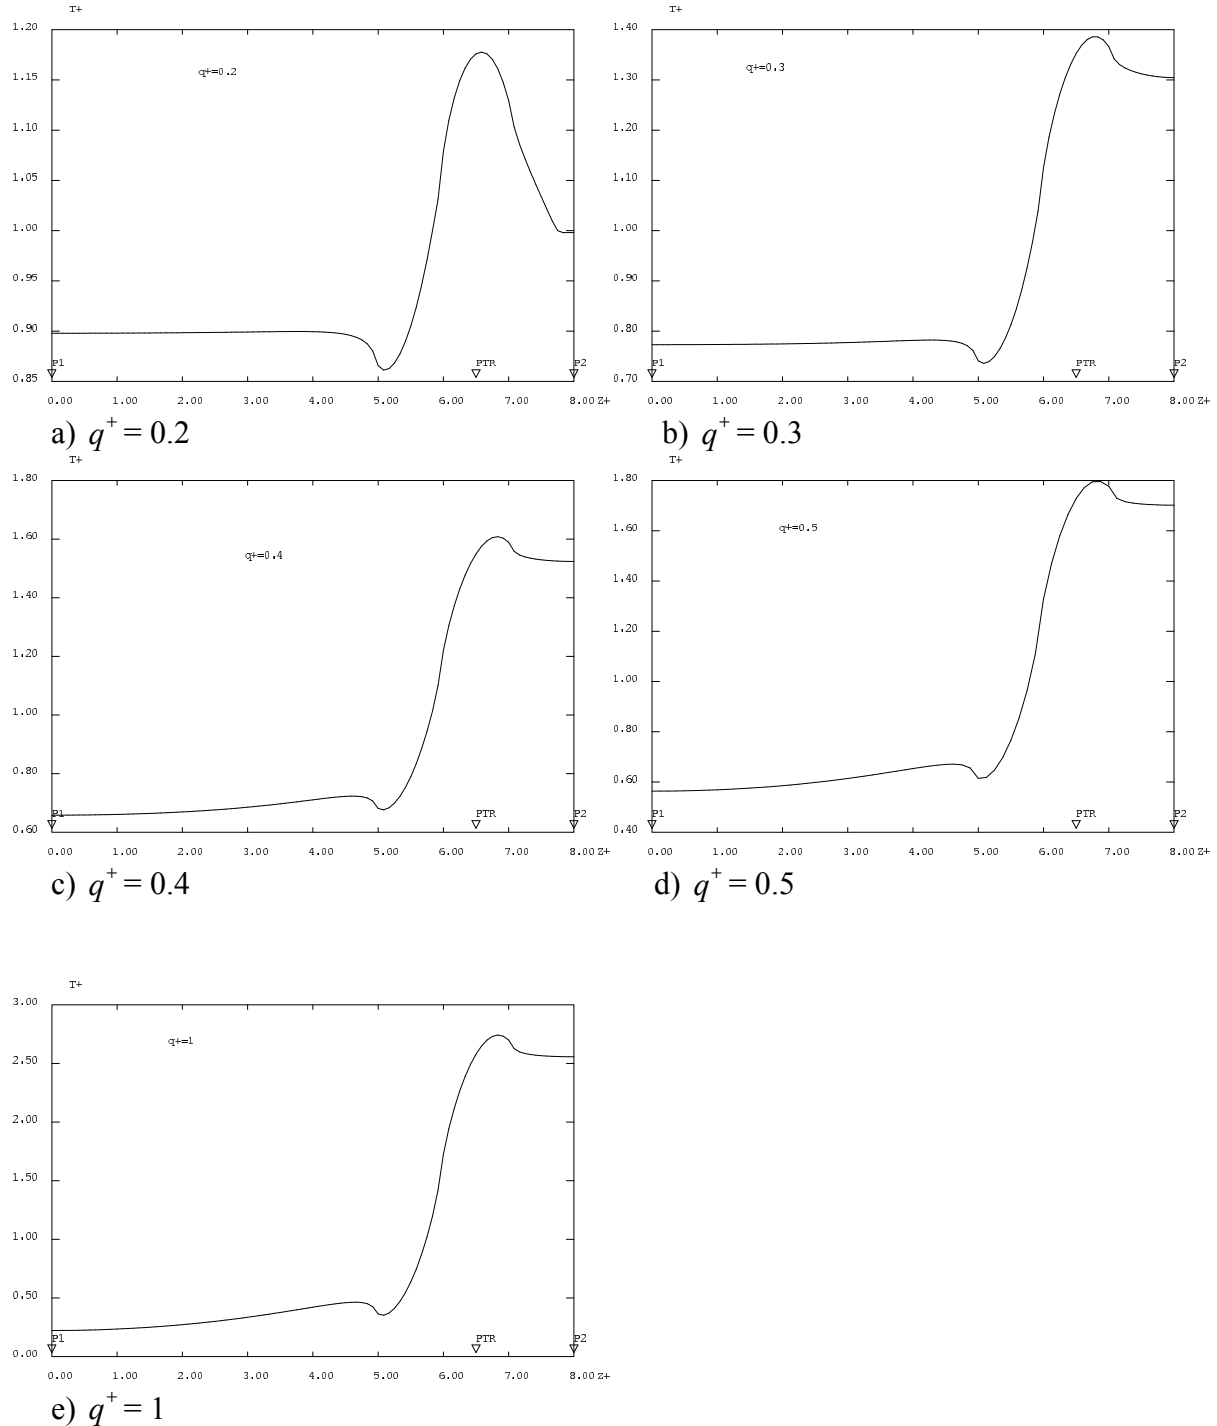 T+
1.20
1.15
1.10
1.05
1.00
0.95
0.90
0.85
q+=0.2
P1
PTR
P2
0.00 1.00 2.00 3.00 4.00 5.00 6.00 7.00 8.00 Z+
a) q+ = 0.2
T+
1.40
1.30
1.20
1.10
1.00
0.90
0.80
0.70
q+=0.3
P1
PTR
P2
0.00 1.00 2.00 3.00 4.00 5.00 6.00 7.00 8.00 Z+
b) q+ = 0.3
T+
1.80
1.60
1.40
1.20
1.00
0.80
0.60
q+=0.4
P1
PTR
P2
0.00 1.00 2.00 3.00 4.00 5.00 6.00 7.00 8.00 Z+
c) q+ = 0.4
T+
1.80
1.60
1.40
1.20
1.00
0.80
0.60
0.40
q+=0.5
P1
PTR
P2
0.00 1.00 2.00 3.00 4.00 5.00 6.00 7.00 8.00 Z+
d) q+ = 0.5
T+
3.00
2.50
2.00
1.50
1.00
0.50
0.00
q+=1
P1
PTR
P2
0.00 1.00 2.00 3.00 4.00 5.00 6.00 7.00 8.00 Z+
e) q+ = 1